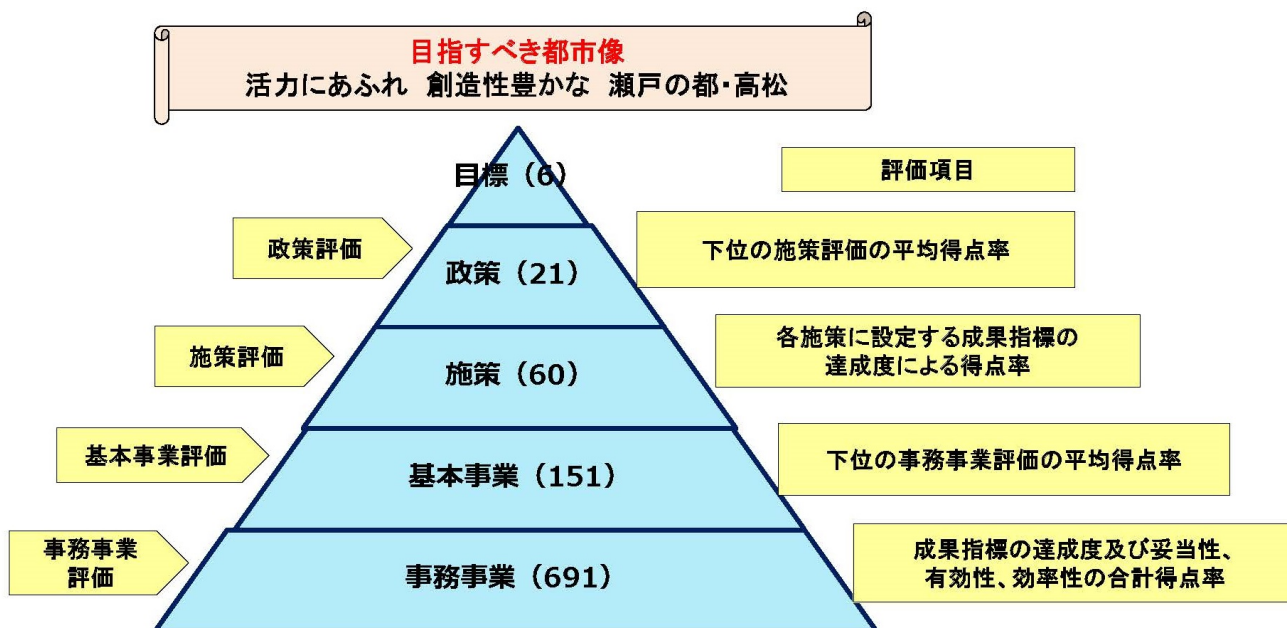 目指すべき都市像
活力にあふれ 創造性豊かな 瀬戸の都・高松
目標（6）
評価項目
政策評価
政策（21）
下位の施策評価の平均得点率
施策評価
施策（60）
各施策に設定する成果指標の
達成度による得点率
基本事業評価
基本事業（151）
下位の事務事業評価の平均得点率
事務事業
評価
事務事業（691）
成果指標の達成度及び妥当性、
有効性、効率性の合計得点率